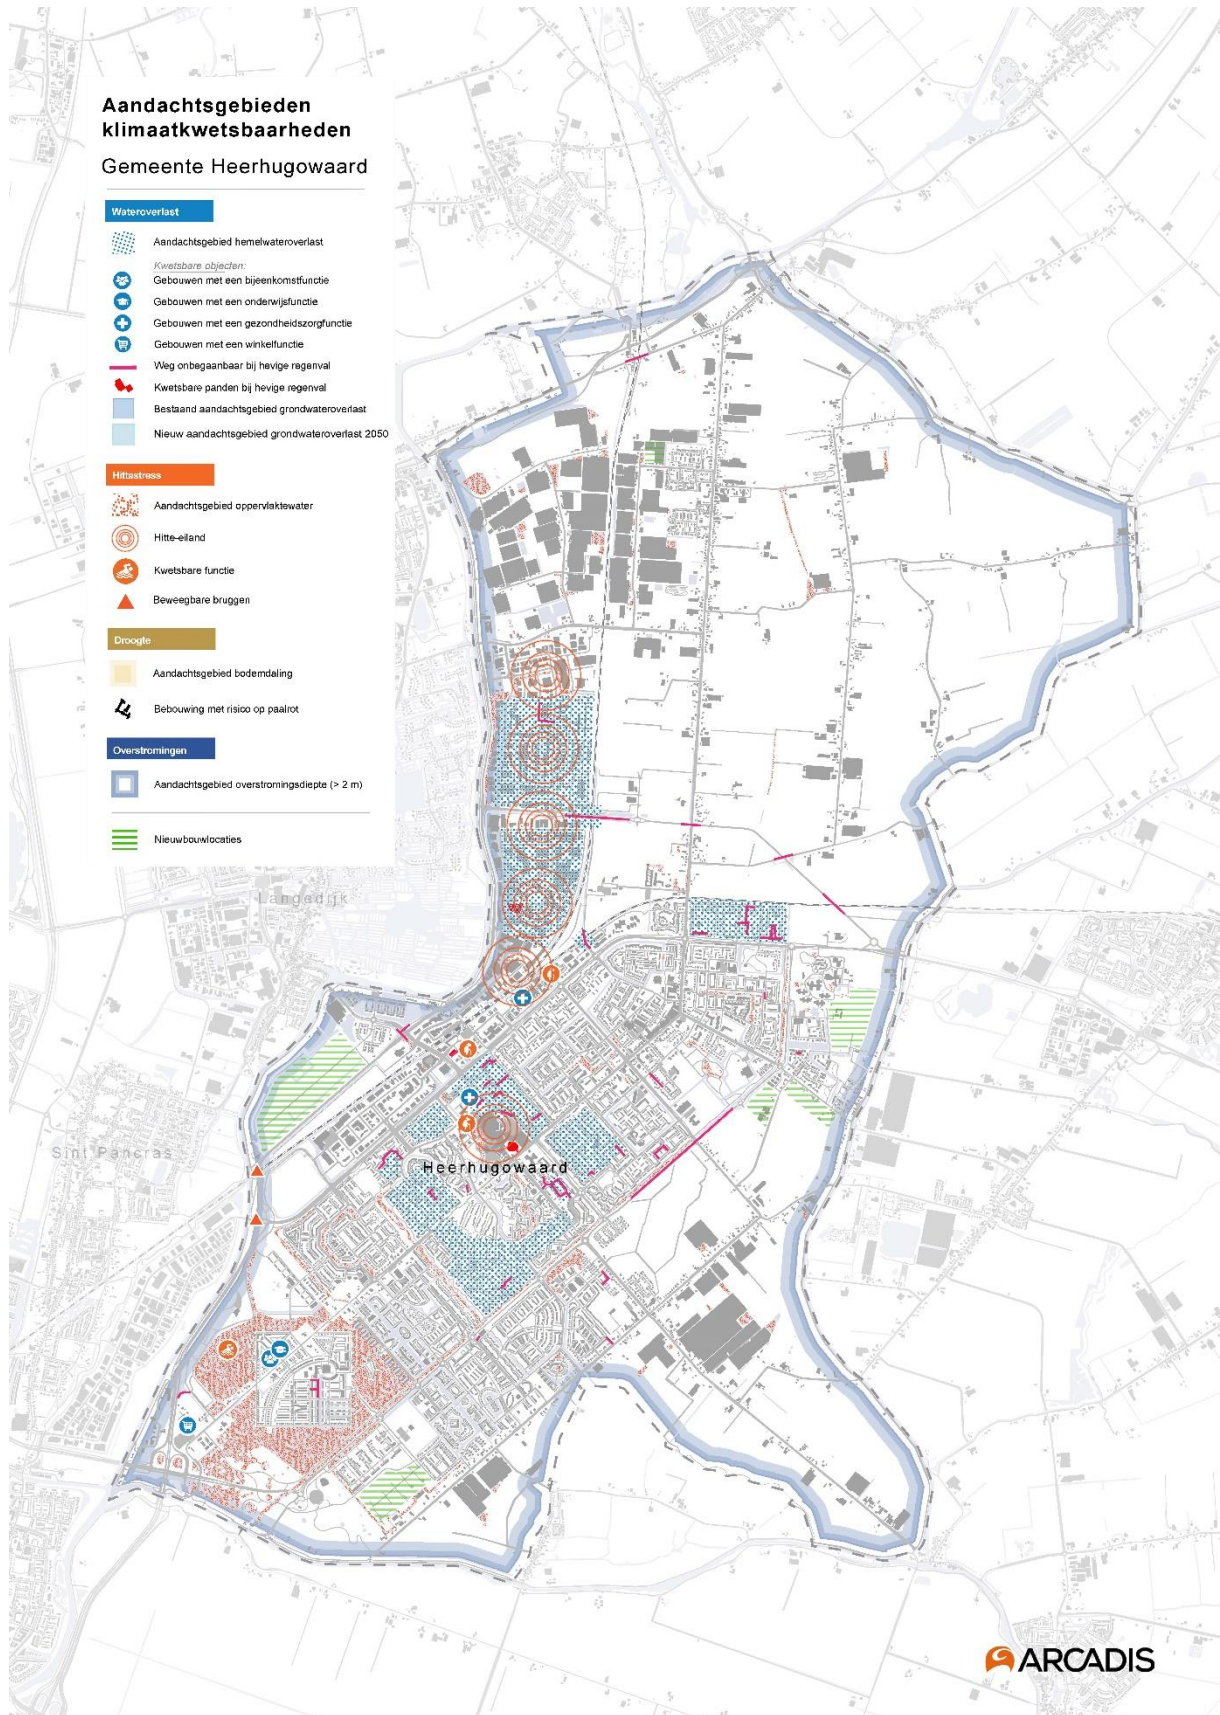 Aandachtsgebieden
klimaatkwetsbaarheden
Gemeente Heerhugowaard
Wateroverlast
Aandachtsgebied hemelwateroverlast
Kwetsbare objecten:
Gebouwen met een bijeenkomstfunctie
Gebouwen met een onderwijsfunctie
Gebouwen met een gezondheidszorgfunctie
Gebouwen met een winkelfunctie
Weg onbegaanbaar bij hevige regenval
Kwetsbare panden bij hevige regenval
Bestaand aandachtsgebied grondwateroverlast
Nieuw aandachtsgebied grondwateroverlast 2050
Hittestress
Aandachtsgebied oppervlaktewater
Hitte-eiland
Kwetsbare functie
Beweegbare bruggen
Droogte
Aandachtsgebied bodemdaling
Bebouwing met risico op paalrot
Overstromingen
Aandachtsgebied overstromingsdiepte (> 2 m)
Nieuwbouwlocaties
Langedijk
Sint Pancras
Heerhugowaard
ARCADIS